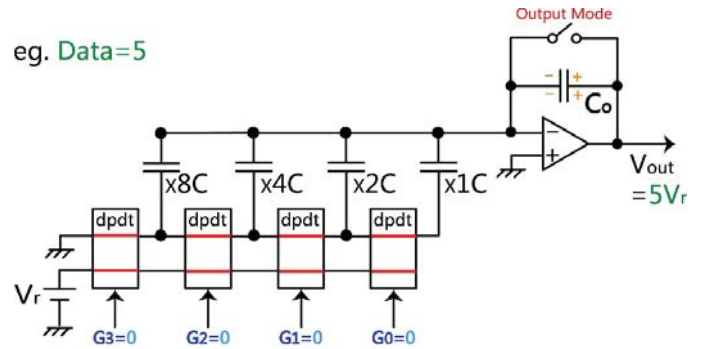 Output Mode
eg. Data=5
- +
- +
Co
x8C
x4C
x2C
x1C
-
+
Vout
=5Vr
dpdt
dpdt
dpdt
dpdt
Vr
G3=0
G2=0
G1=0
G0=0